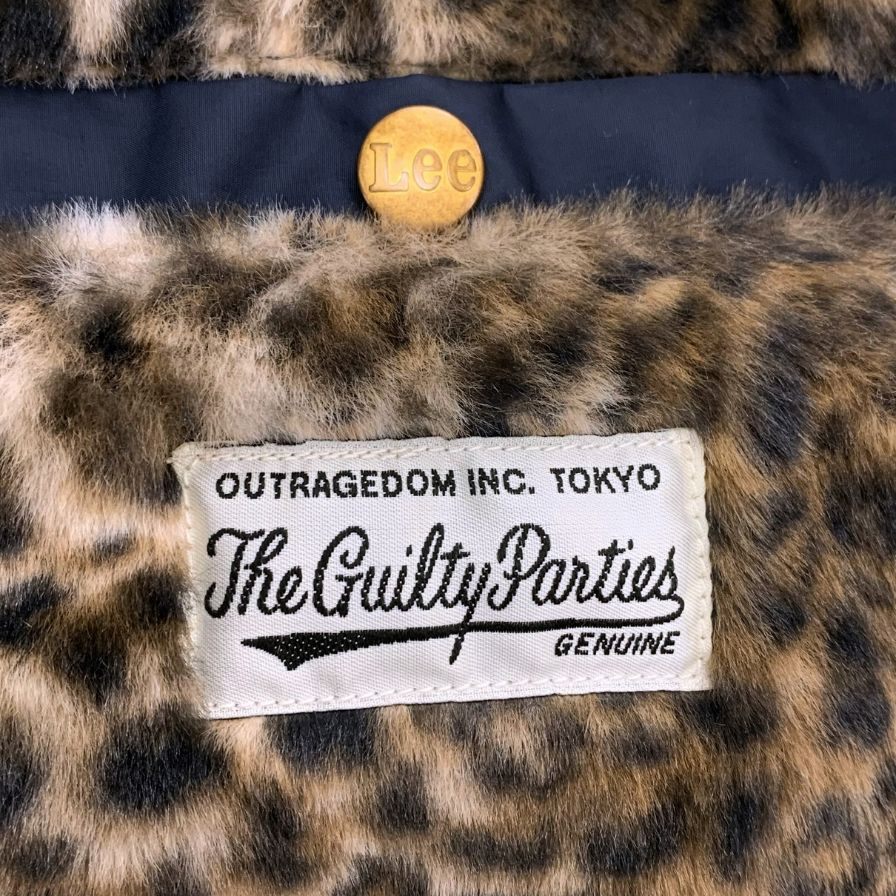 Lee
OUTRAGEDOM INC. TOKYO
The Guilty Parties
GENUINE